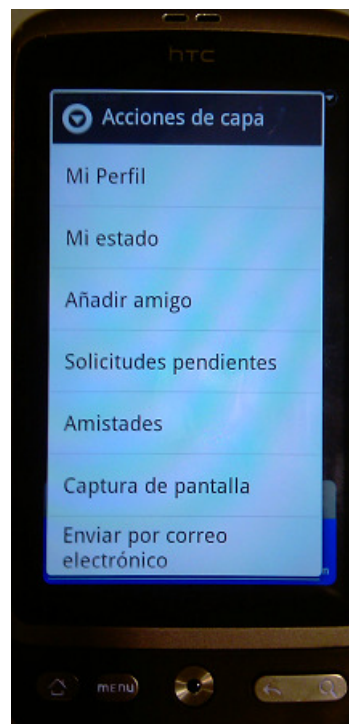 hTC
Acciones de capa
Mi Perfil
Mi estado
Añadir amigo
Solicitudes pendientes
Amistades
Captura de pantalla
Enviar por correo
electrónico
menu